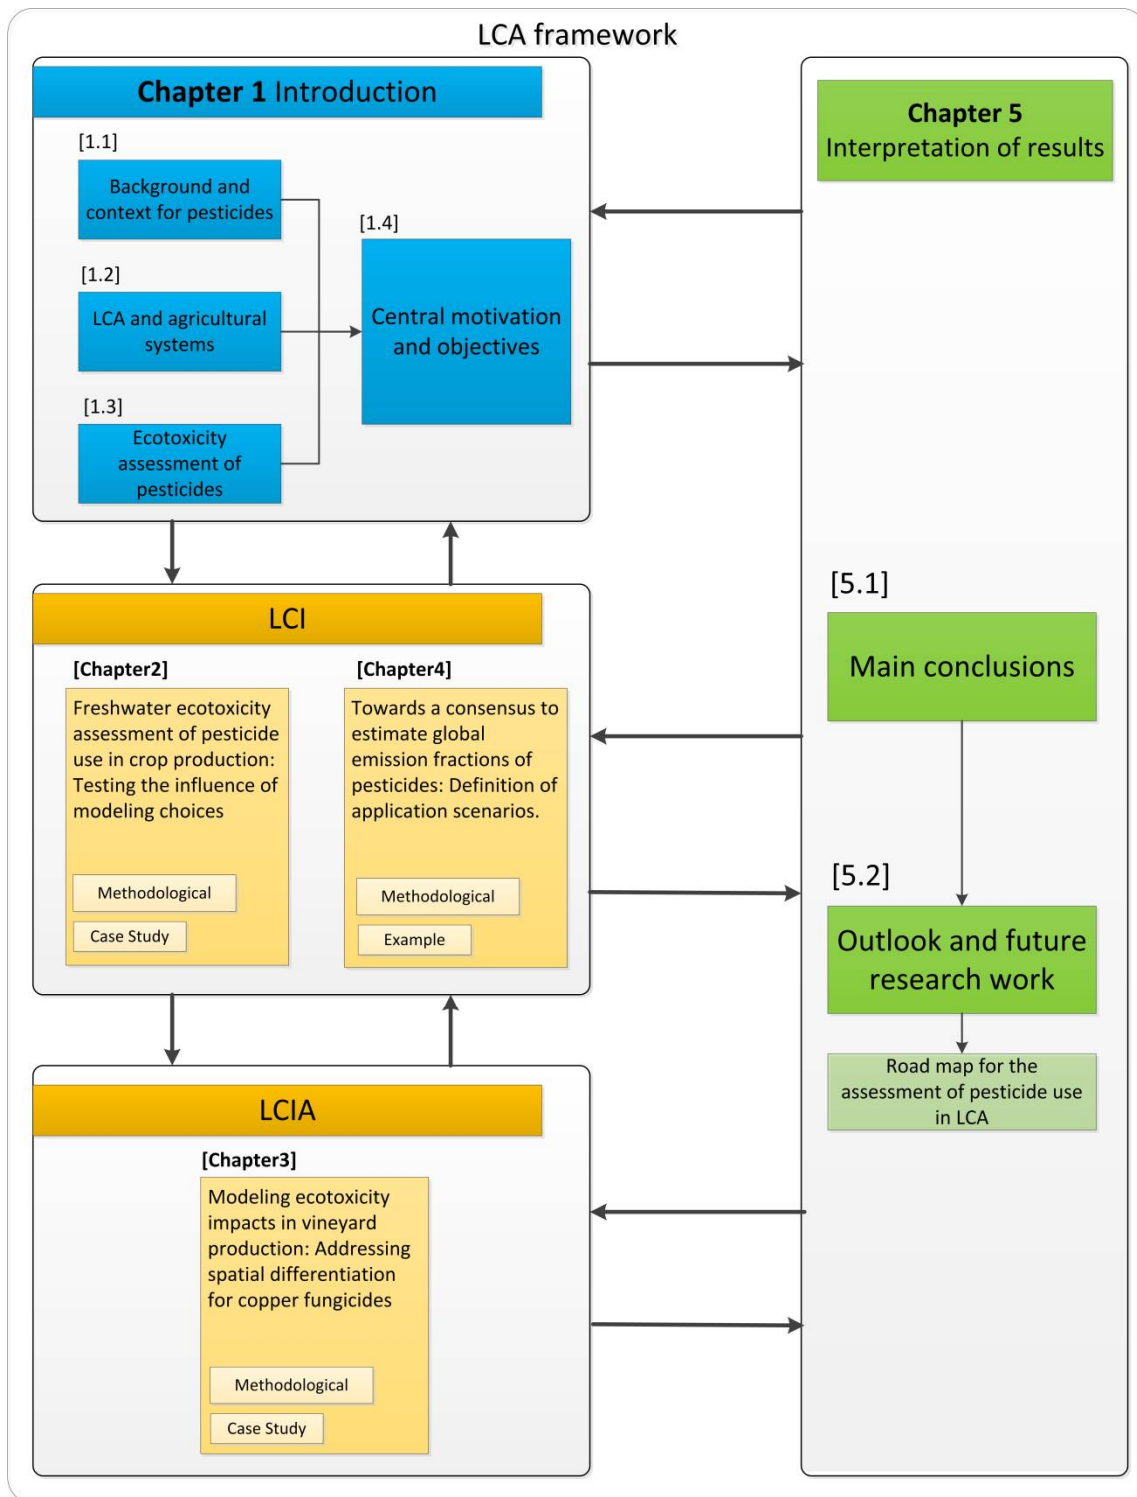 LCA framework
Chapter 1 Introduction
[1.1]
Background and
context for pesticides
[1.2]
LCA and agricultural
systems
[1.3]
Ecotoxicity
assessment of
pesticides
[1.4]
Central motivation
and objectives
LCI
[Chapter2]
Freshwater ecotoxicity
assessment of pesticide
use in crop production:
Testing the influence of
modeling choices
Methodological
Case Study
[Chapter4]
Towards a consensus to
estimate global
emission fractions of
pesticides: Definition of
application scenarios.
Methodological
Example
LCIA
[Chapter3]
Modeling ecotoxicity
impacts in vineyard
production: Addressing
spatial differentiation
for copper fungicides
Methodological
Case Study
Chapter 5
Interpretation of results
[5.1]
Main conclusions
[5.2]
Outlook and future
research work
Road map for the
assessment of pesticide use
in LCA